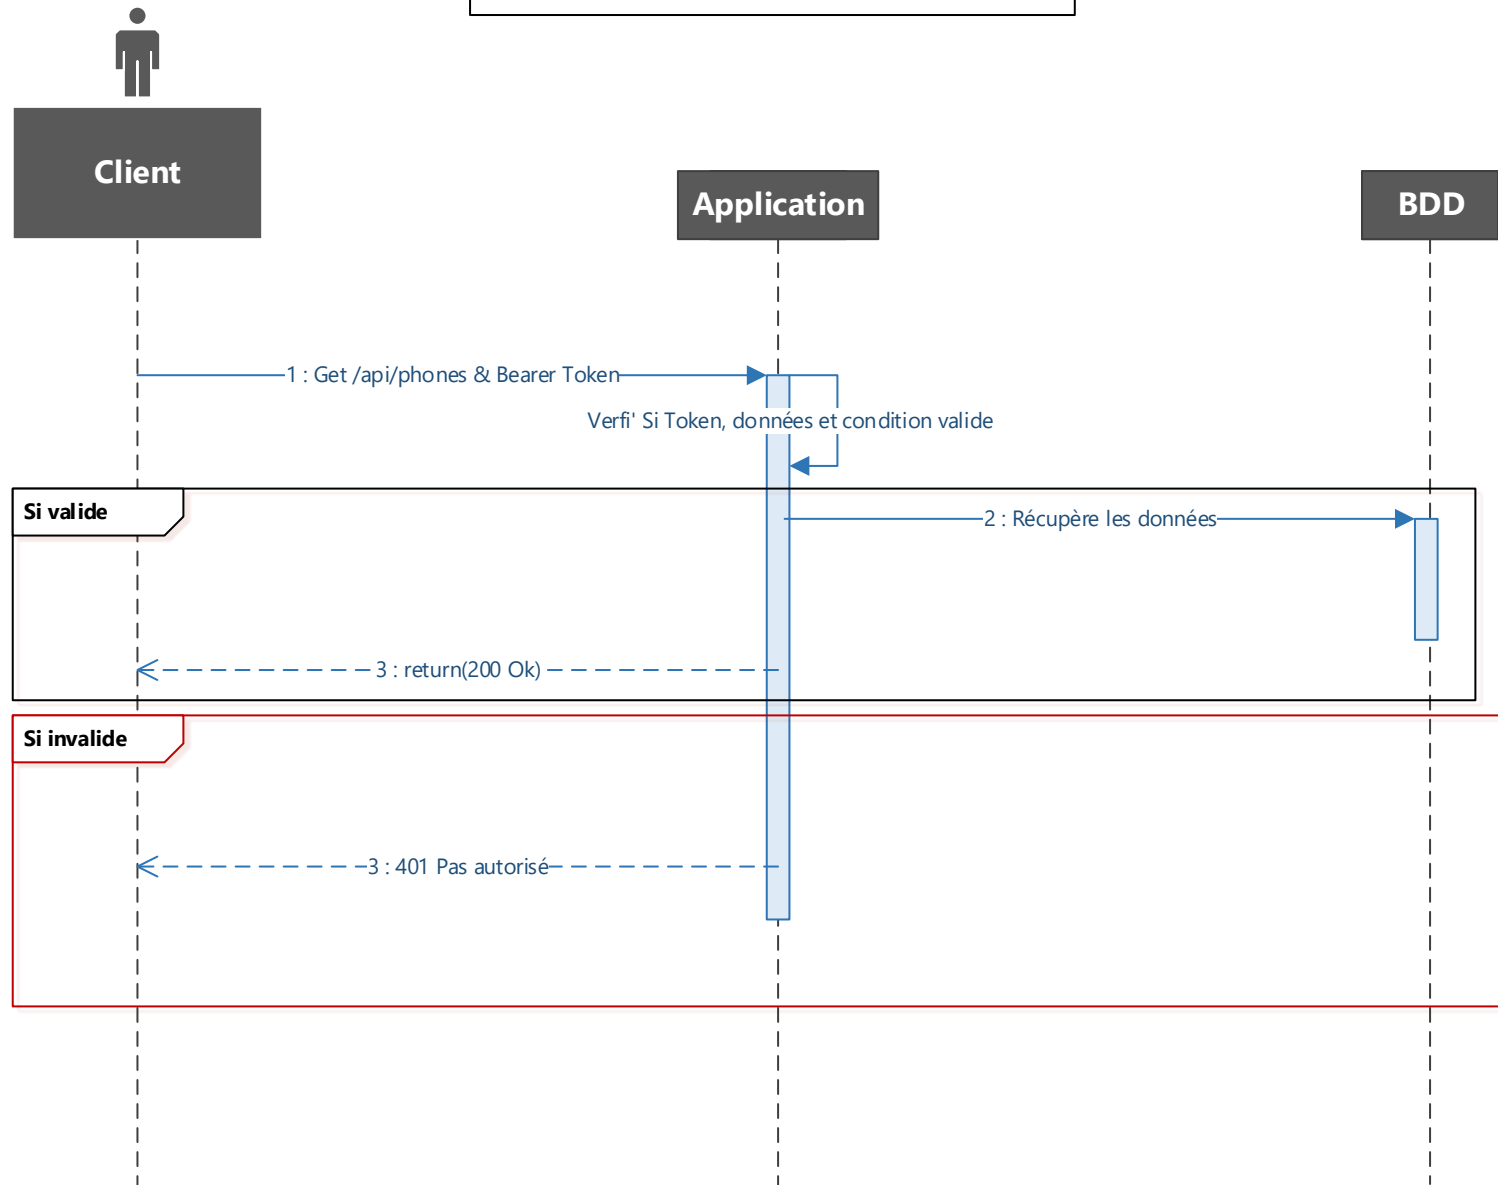 Client
Application
BDD
1 : Get /api/phones & Bearer Token
Verfi' Si Token, données et condition valide
Si valide
2 : Récupère les données
3 : return(200 Ok)
Si invalide
3 : 401 Pas autorisé